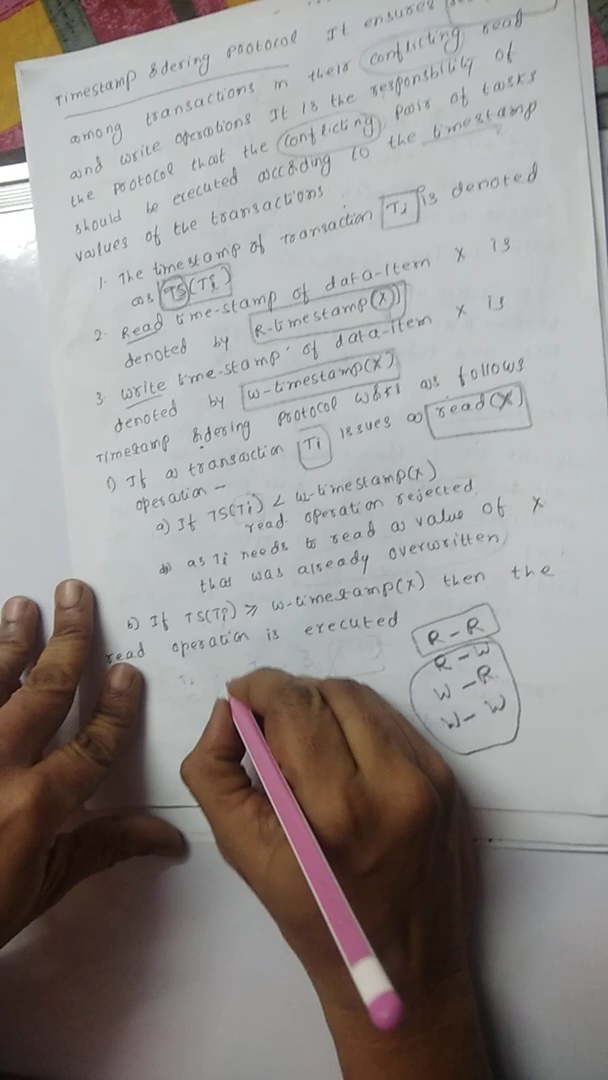 Timestamp ordering protocol It ensures
among transactions in their conflicting read
and write operations It is the responsbility of
the protocol that the conflicting pair of tasks
should be executed according to the timestamp
values of the transactions
1. The timestamp of transaction Ti is denoted
as TS(Ti)
2. Read time-stamp of data-item X is
denoted by R-timestamp(X)
3. write time-stamp of data-item X is
denoted by W-timestamp(X)
Timestamp ordering protocol works as follows
1) If a transaction Ti issues a read(X)
operation -
a) If TS(Ti) < W-timestamp(X)
read operation rejected
as Ti needs to read a value of X
that was already overwritten
b) If TS(Ti) ≥ W-timestamp(X) then the
read operation is executed
R-R
R-W
W-R
W-W